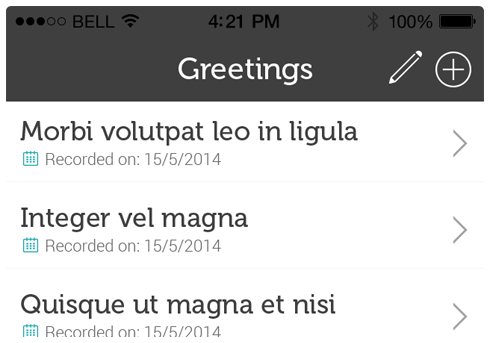 BELL 4:21 PM 100%
Greetings
Morbi volutpat leo in ligula
Recorded on: 15/5/2014
Integer vel magna
Recorded on: 15/5/2014
Quisque ut magna et nisi
Recorded on: 15/5/2014